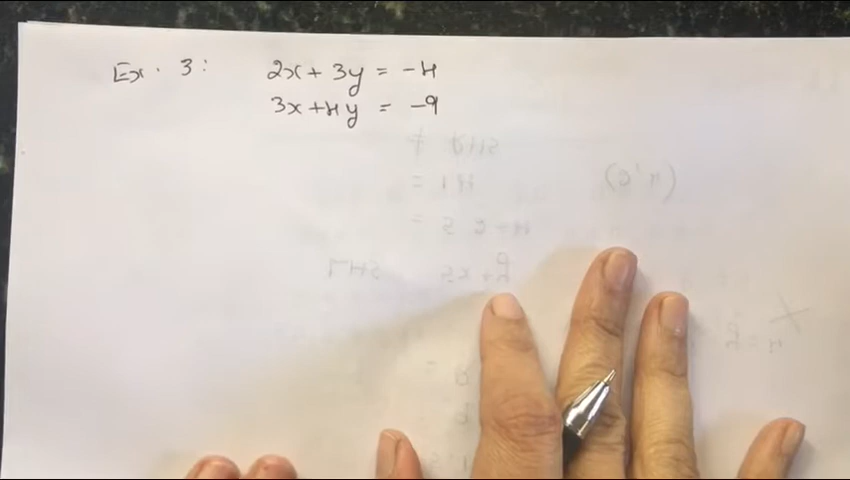 Ex. 3: 2x + 3y = -4
3x + 4y = -9